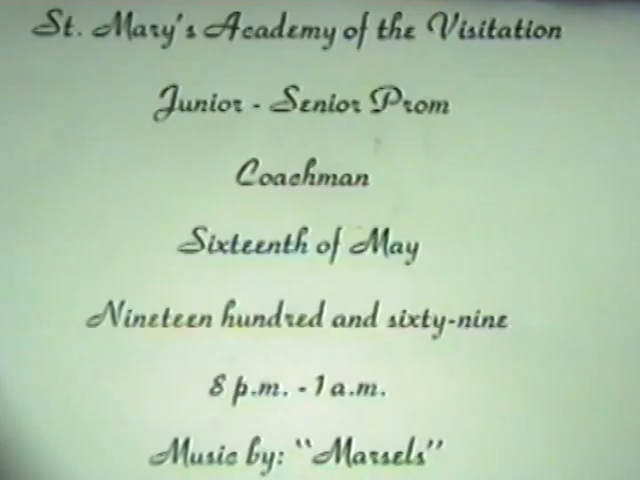 St. Mary's Academy of the Visitation
Junior - Senior Prom
Coachman
Sixteenth of May
Nineteen hundred and sixty-nine
8 p.m. - 1 a.m.
Music by: "Marsels"